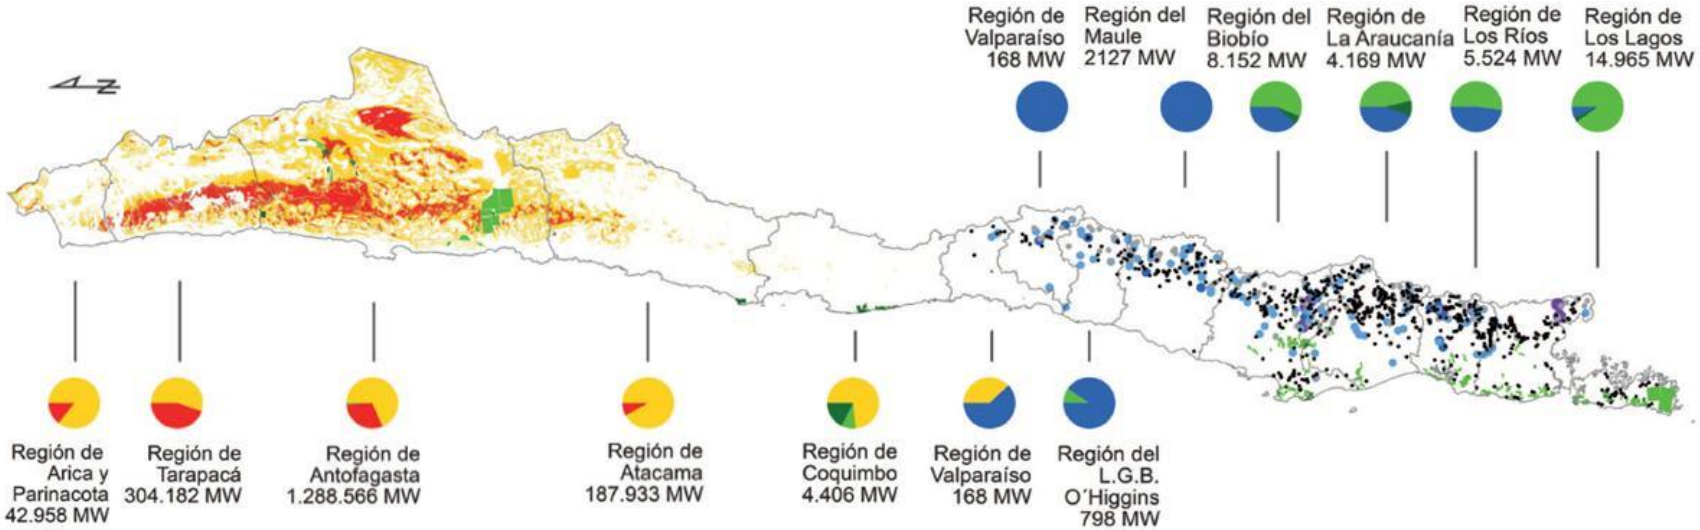 Región de
Valparaíso
168 MW
Región del
Maule
2127 MW
Región del
Biobío
8.152 MW
Región de
La Araucanía
4.169 MW
Región de
Los Ríos
5.524 MW
Región de
Los Lagos
14.965 MW
N
Región de
Arica y
Parinacota
42.958 MW
Región de
Tarapacá
304.182 MW
Región de
Antofagasta
1.288.566 MW
Región de
Atacama
187.933 MW
Región de
Coquimbo
4.406 MW
Región de
Valparaíso
168 MW
Región del
L.G.B.
O´Higgins
798 MW